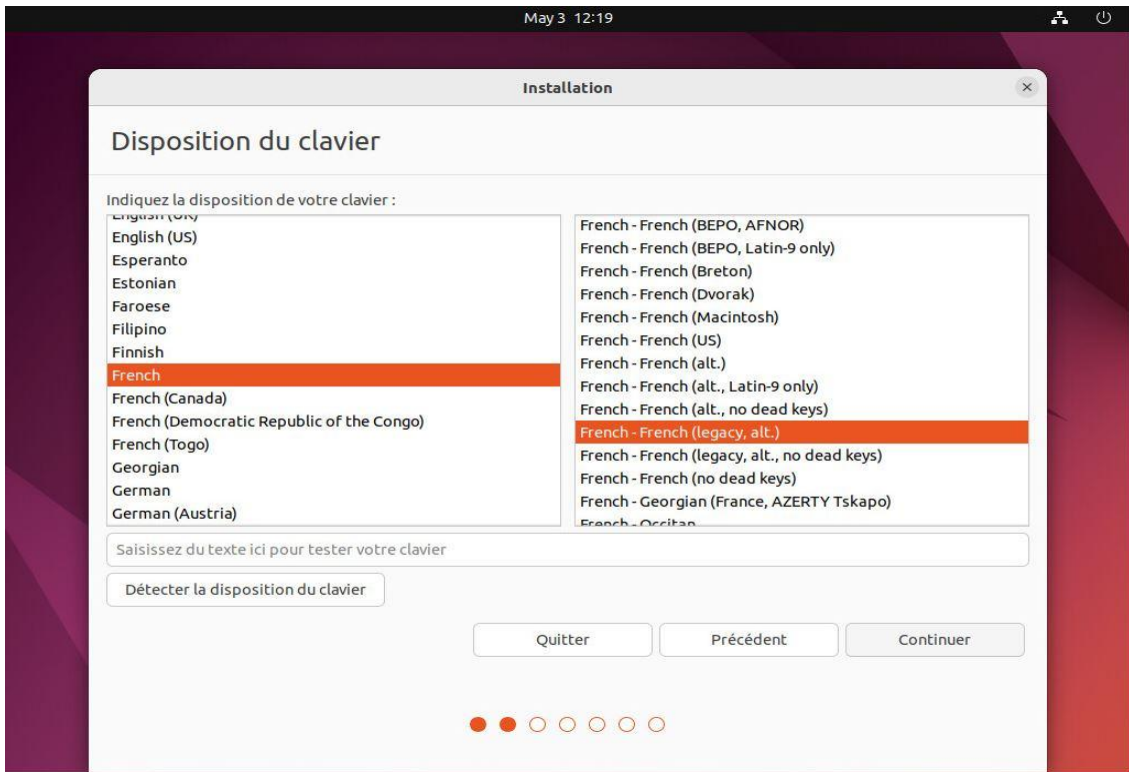 May 3 12:19
Installation
Disposition du clavier
Indiquez la disposition de votre clavier :
English (UK)
English (US)
Esperanto
Estonian
Faroese
Filipino
Finnish
French
French (Canada)
French (Democratic Republic of the Congo)
French (Togo)
Georgian
German
German (Austria)
French - French (BEPO, AFNOR)
French - French (BEPO, Latin-9 only)
French - French (Breton)
French - French (Dvorak)
French - French (Macintosh)
French - French (US)
French - French (alt.)
French - French (alt., Latin-9 only)
French - French (alt., no dead keys)
French - French (legacy, alt.)
French - French (legacy, alt., no dead keys)
French - French (no dead keys)
French - Georgian (France, AZERTY Tskapo)
French - Occitan
Saisissez du texte ici pour tester votre clavier
Détecter la disposition du clavier
Quitter
Précédent
Continuer